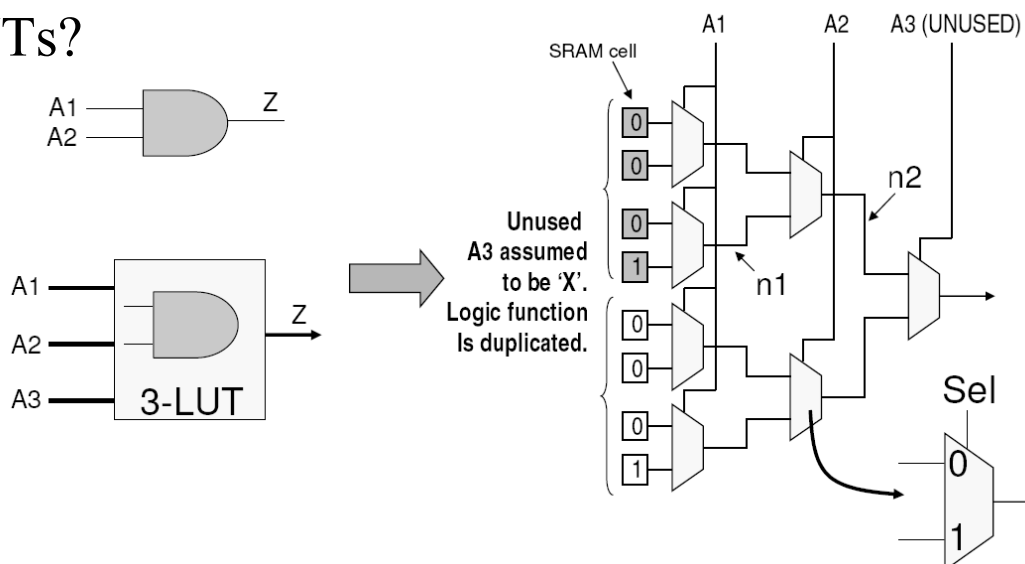 Ts?
A1
A2
Z
A1
A2
A3
Z
3-LUT
Unused
A3 assumed
to be ‘X’.
Logic function
Is duplicated.
A1
A2
A3 (UNUSED)
SRAM cell
0
0
0
1
0
0
0
1
n1
n2
Sel
0
1